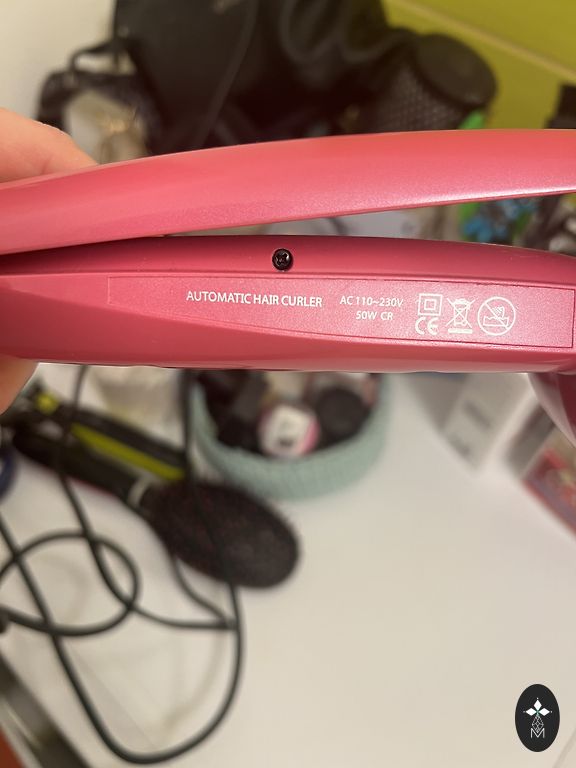 AUTOMATIC HAIR CURLER
AC 110~230V
50W CR
CE
M